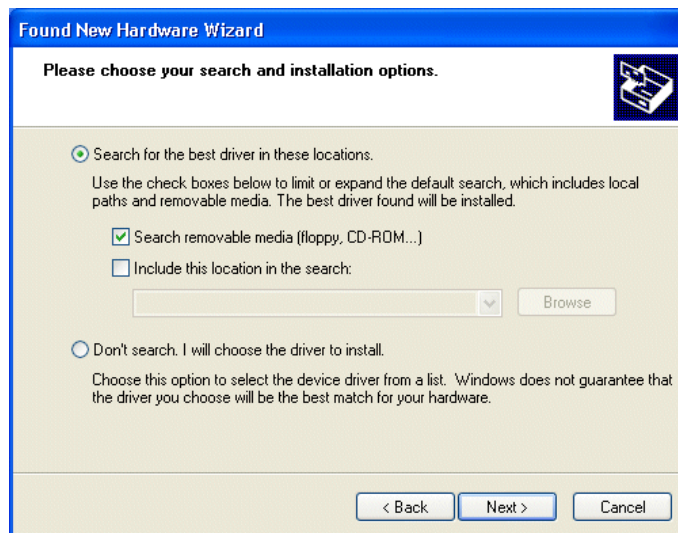 Found New Hardware Wizard
Please choose your search and installation options.
Search for the best driver in these locations.
Use the check boxes below to limit or expand the default search, which includes local
paths and removable media. The best driver found will be installed.
Search removable media (floppy, CD-ROM...)
Include this location in the search:
Browse
Don't search. I will choose the driver to install.
Choose this option to select the device driver from a list.  Windows does not guarantee that
the driver you choose will be the best match for your hardware.
< Back Next > Cancel